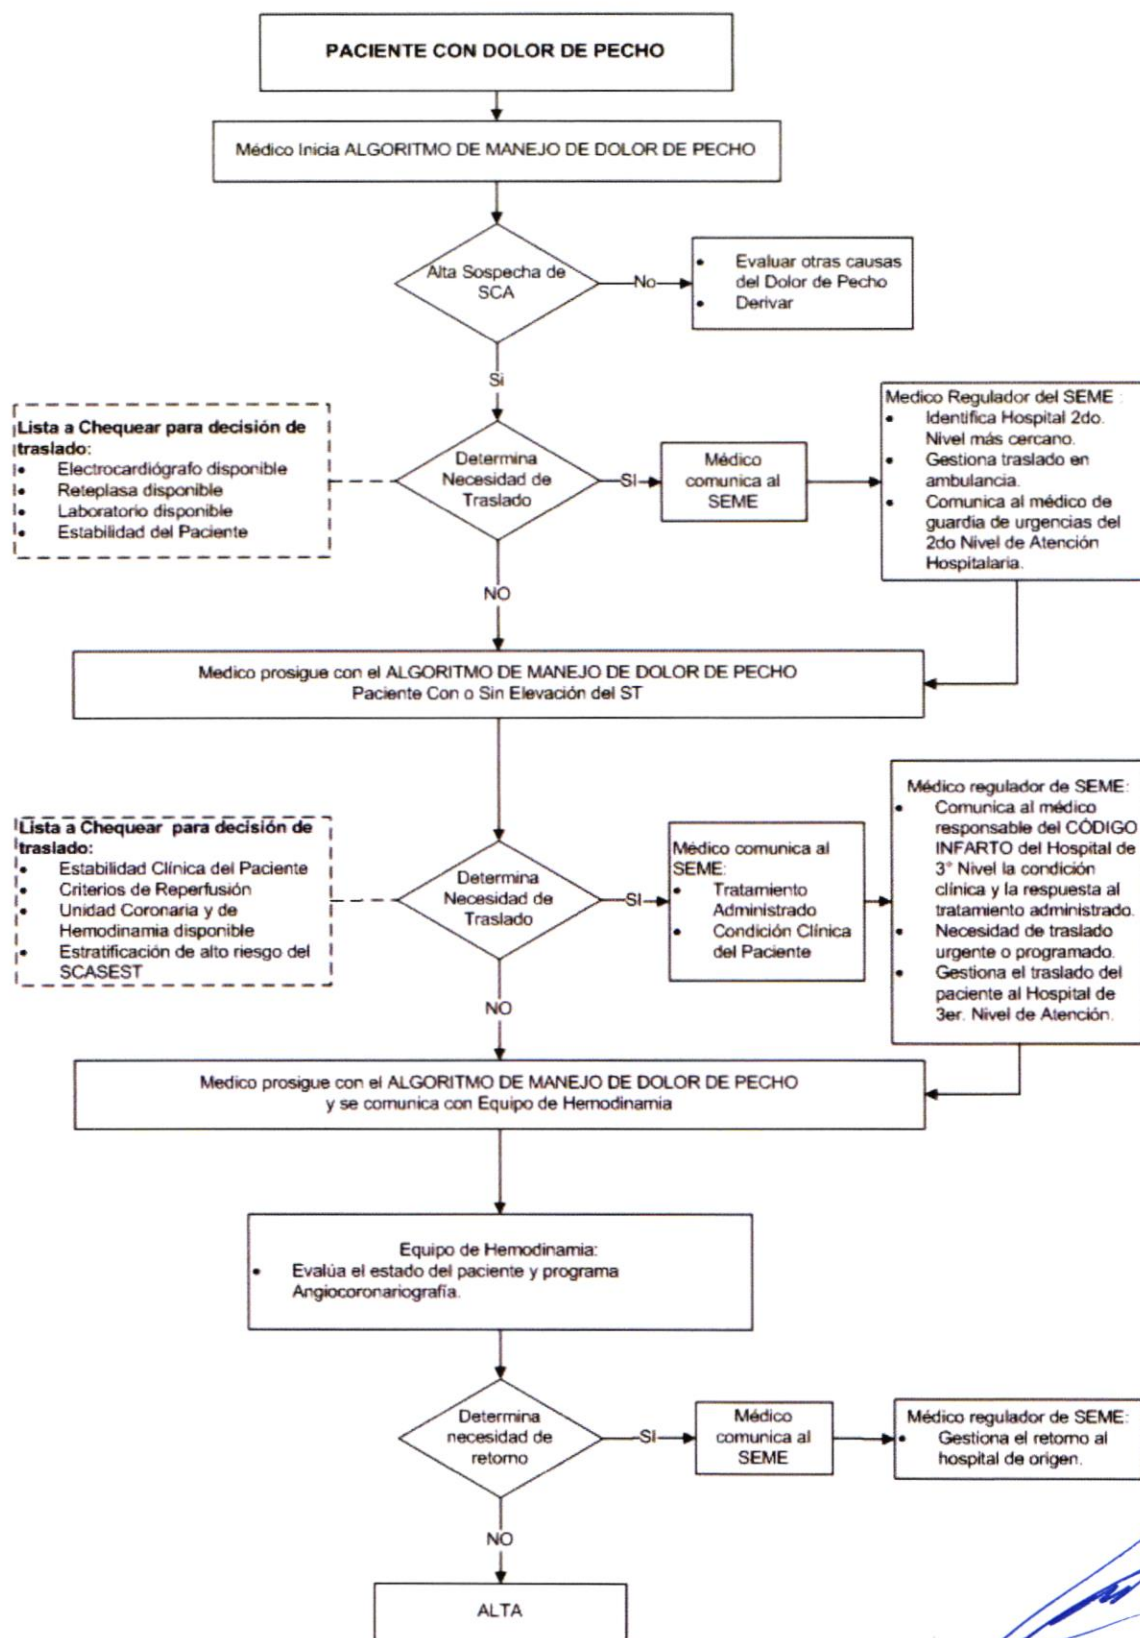 PACIENTE CON DOLOR DE PECHO
Médico Inicia ALGORITMO DE MANEJO DE DOLOR DE PECHO
Alta Sospecha de
SCA
No
• Evaluar otras causas
del Dolor de Pecho
• Derivar
Si
Lista a Chequear para decisión de
traslado:
• Electrocardiógrafo disponible
• Reteplasa disponible
• Laboratorio disponible
• Estabilidad del Paciente
Determina
Necesidad de
Traslado
SI
Médico
comunica al
SEME
Medico Regulador del SEME :
• Identifica Hospital 2do.
Nivel más cercano.
• Gestiona traslado en
ambulancia.
• Comunica al médico de
guardia de urgencias del
2do Nivel de Atención
Hospitalaria.
NO
Medico prosigue con el ALGORITMO DE MANEJO DE DOLOR DE PECHO
Paciente Con o Sin Elevación del ST
Lista a Chequear para decisión de
traslado:
• Estabilidad Clínica del Paciente
• Criterios de Reperfusión
• Unidad Coronaria y de
Hemodinamia disponible
• Estratificación de alto riesgo del
SCASEST
Determina
Necesidad de
Traslado
SI
Médico comunica al
SEME:
• Tratamiento
Administrado
• Condición Clínica
del Paciente
Médico regulador de SEME:
• Comunica al médico
responsable del CÓDIGO
INFARTO del Hospital de
3° Nivel la condición
clínica y la respuesta al
tratamiento administrado.
• Necesidad de traslado
urgente o programado.
• Gestiona el traslado del
paciente al Hospital de
3er. Nivel de Atención.
NO
Medico prosigue con el ALGORITMO DE MANEJO DE DOLOR DE PECHO
y se comunica con Equipo de Hemodinamia
Equipo de Hemodinamia:
• Evalúa el estado del paciente y programa
Angiocoronariografía.
Determina
necesidad de
retorno
SI
Médico
comunica al
SEME
Médico regulador de SEME:
• Gestiona el retorno al
hospital de origen.
NO
ALTA